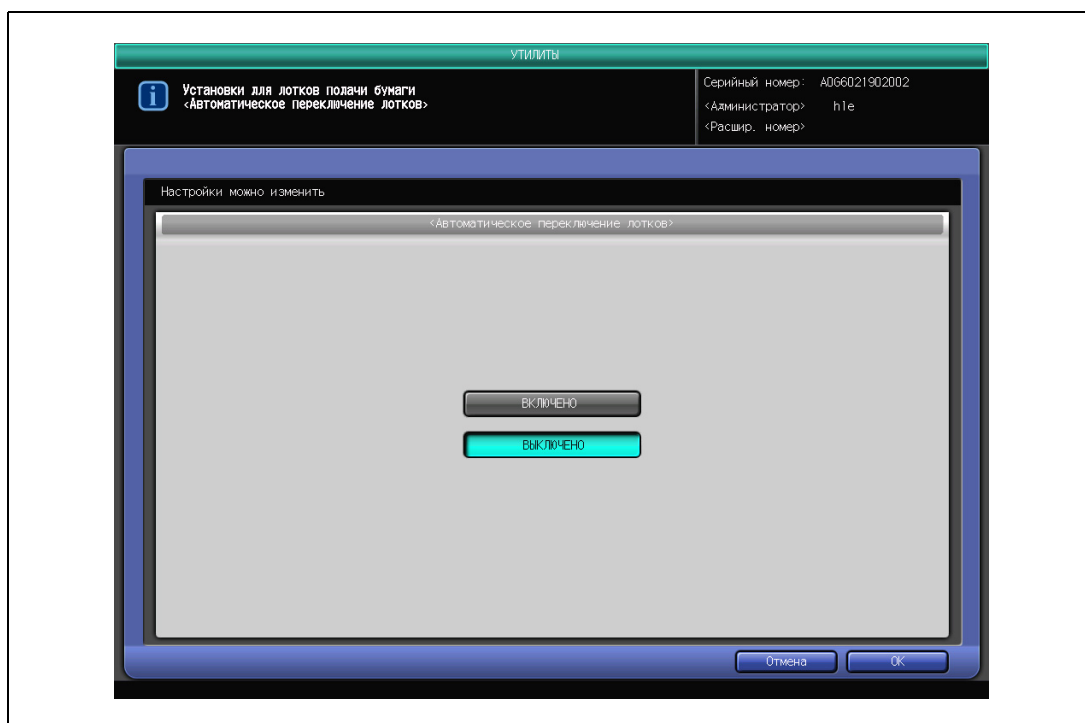 УТИЛИТЫ
Установки для лотков подачи бумаги
<Автоматическое переключение лотков>
Серийный номер: A0G6021902002
<Администратор> hle
<Расшир. номер>
Настройки можно изменить
<Автоматическое переключение лотков>
ВКЛЮЧЕНО
ВЫКЛЮЧЕНО
Отмена
OK